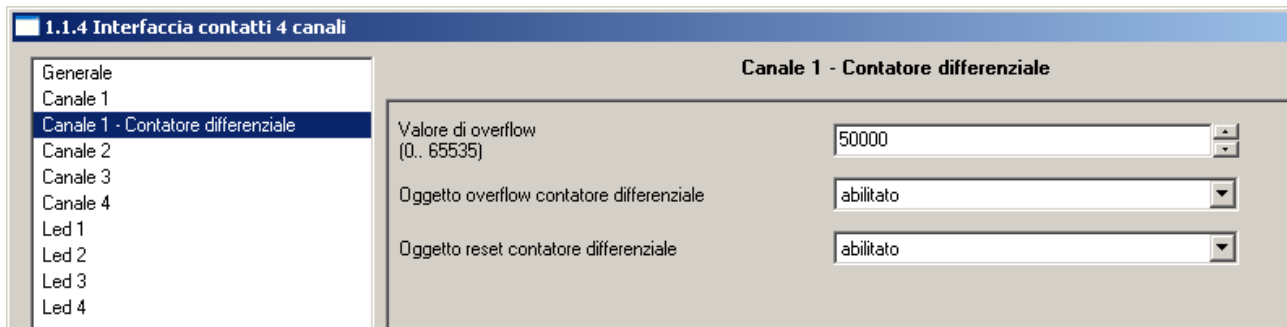 1.1.4 Interfaccia contatti 4 canali
Generale
Canale 1
Canale 1 - Contatore differenziale
Canale 2
Canale 3
Canale 4
Led 1
Led 2
Led 3
Led 4
Canale 1 - Contatore differenziale
Valore di overflow
(0.. 65535)
50000
Oggetto overflow contatore differenziale
abilitato
Oggetto reset contatore differenziale
abilitato